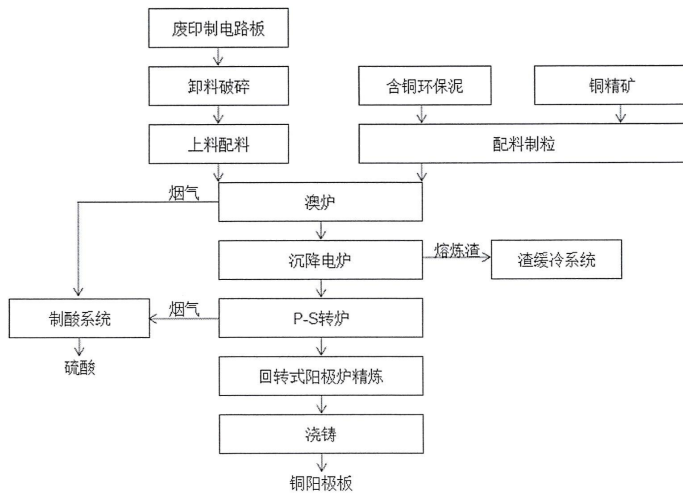 废印制电路板
卸料破碎
含铜环保泥
铜精矿
上料配料
配料制粒
烟气
澳炉
沉降电炉
熔炼渣
渣缓冷系统
烟气
制酸系统
P-S转炉
硫酸
回转式阳极炉精炼
浇铸
铜阳极板